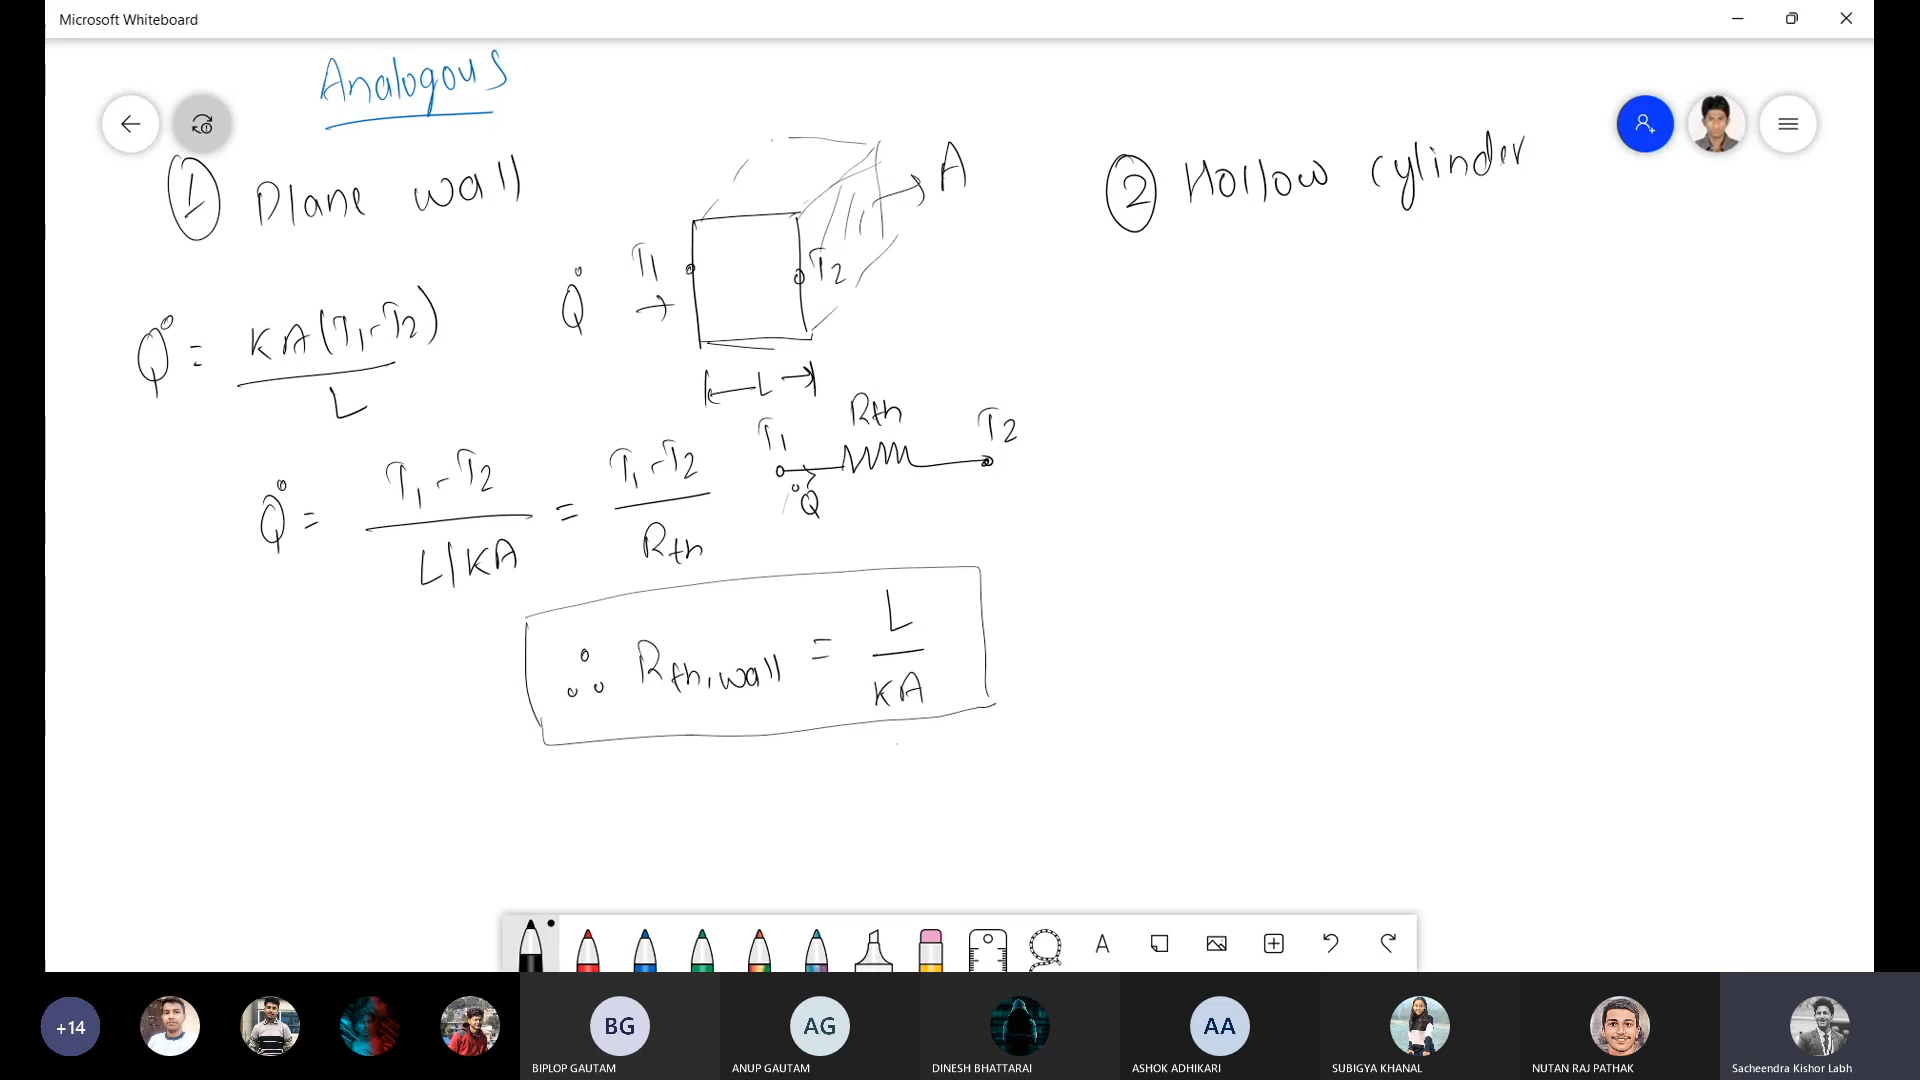 Microsoft Whiteboard
Analogous
① Plane wall
A
T1
T2
Q̇
Q̇ = KA(T1-T2) / L
L
Rth
T1
T2
Q̇
Q̇ = T1-T2 / L/KA = T1-T2 / Rth
∴ Rth, wall = L / KA
② Hollow cylinder
A
+14
BG
AG
AA
BIPLOP GAUTAM
ANUP GAUTAM
DINESH BHATTARAI
ASHOK ADHIKARI
SUBIGYA KHANAL
NUTAN RAJ PATHAK
Sacheendra Kishor Labh